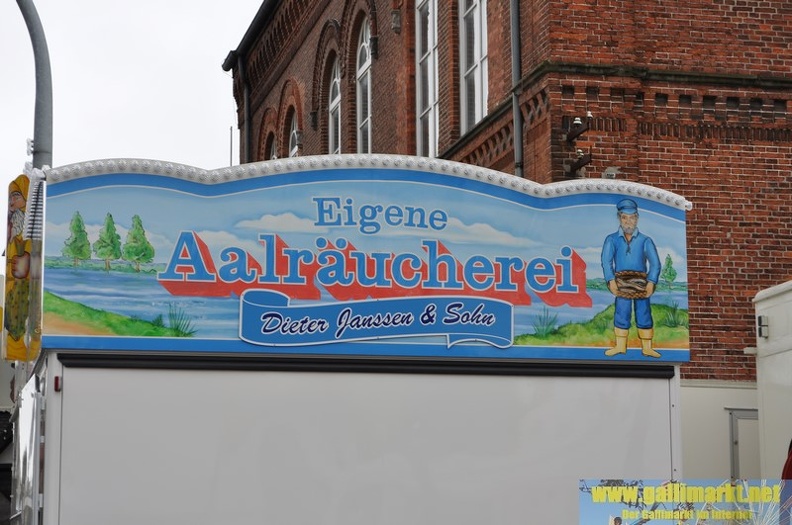 Eigene
Aalräucherei
Dieter Janssen & Sohn
www.gallimarkt.net
Der Gallimarkt im Internet